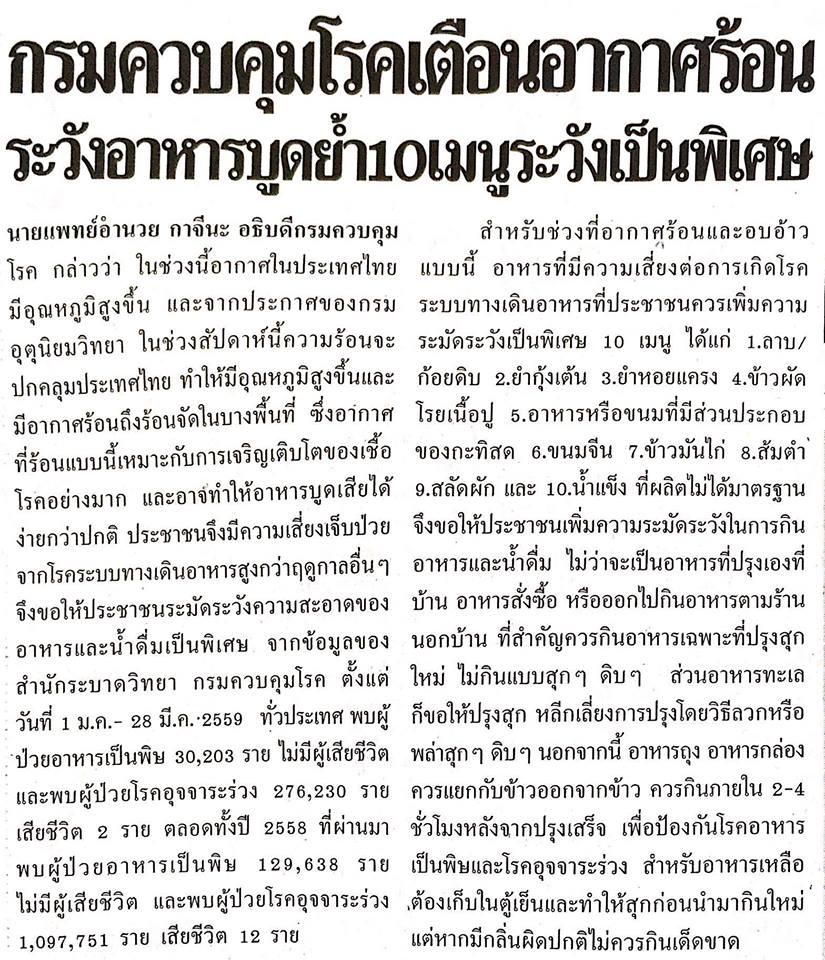 กรมควบคุมโรคเตือนอากาศร้อน
ระวังอาหารบูดย้ำ10เมนูระวังเป็นพิเศษ
นายแพทย์อำนวย กาจีนะ อธิบดีกรมควบคุม
โรค กล่าวว่า ในช่วงนี้อากาศในประเทศไทย
มีอุณหภูมิสูงขึ้น และจากประกาศของกรม
อุตุนิยมวิทยา ในช่วงสัปดาห์นี้ความร้อนจะ
ปกคลุมประเทศไทย ทำให้มีอุณหภูมิสูงขึ้นและ
มีอากาศร้อนถึงร้อนจัดในบางพื้นที่ ซึ่งอากาศ
ที่ร้อนแบบนี้เหมาะกับการเจริญเติบโตของเชื้อ
โรคอย่างมาก และอาจทำให้อาหารบูดเสียได้
ง่ายกว่าปกติ ประชาชนจึงมีความเสี่ยงเจ็บป่วย
จากโรคระบบทางเดินอาหารสูงกว่าฤดูกาลอื่นๆ
จึงขอให้ประชาชนระมัดระวังความสะอาดของ
อาหารและน้ำดื่มเป็นพิเศษ จากข้อมูลของ
สำนักระบาดวิทยา กรมควบคุมโรค ตั้งแต่
วันที่ 1 ม.ค.- 28 มี.ค. 2559 ทั่วประเทศ พบผู้
ป่วยอาหารเป็นพิษ 30,203 ราย ไม่มีผู้เสียชีวิต
และพบผู้ป่วยโรคอุจจาระร่วง 276,230 ราย
เสียชีวิต 2 ราย ตลอดทั้งปี 2558 ที่ผ่านมา
พบผู้ป่วยอาหารเป็นพิษ 129,638 ราย
ไม่มีผู้เสียชีวิต และพบผู้ป่วยโรคอุจจาระร่วง
1,097,751 ราย เสียชีวิต 12 ราย
สำหรับช่วงที่อากาศร้อนและอบอ้าว
แบบนี้ อาหารที่มีความเสี่ยงต่อการเกิดโรค
ระบบทางเดินอาหารที่ประชาชนควรเพิ่มความ
ระมัดระวังเป็นพิเศษ 10 เมนู ได้แก่ 1.ลาบ/
ก้อยดิบ 2.ยำกุ้งเต้น 3.ยำหอยแครง 4.ข้าวผัด
โรยเนื้อปู 5.อาหารหรือขนมที่มีส่วนประกอบ
ของกะทิสด 6.ขนมจีน 7.ข้าวมันไก่ 8.ส้มตำ
9.สลัดผัก และ 10.น้ำแข็ง ที่ผลิตไม่ได้มาตรฐาน
จึงขอให้ประชาชนเพิ่มความระมัดระวังในการกิน
อาหารและน้ำดื่ม ไม่ว่าจะเป็นอาหารที่ปรุงเองที่
บ้าน อาหารสั่งซื้อ หรือออกไปกินอาหารตามร้าน
นอกบ้าน ที่สำคัญควรกินอาหารเฉพาะที่ปรุงสุก
ใหม่ ไม่กินแบบสุกๆ ดิบๆ ส่วนอาหารทะเล
ก็ขอให้ปรุงสุก หลีกเลี่ยงการปรุงโดยวิธีลวกหรือ
พล่าสุกๆ ดิบๆ นอกจากนี้ อาหารถุง อาหารกล่อง
ควรแยกกับข้าวออกจากข้าว ควรกินภายใน 2-4
ชั่วโมงหลังจากปรุงเสร็จ เพื่อป้องกันโรคอาหาร
เป็นพิษและโรคอุจจาระร่วง สำหรับอาหารเหลือ
ต้องเก็บในตู้เย็นและทำให้สุกก่อนนำมากินใหม่
แต่หากมีกลิ่นผิดปกติไม่ควรกินเด็ดขาด